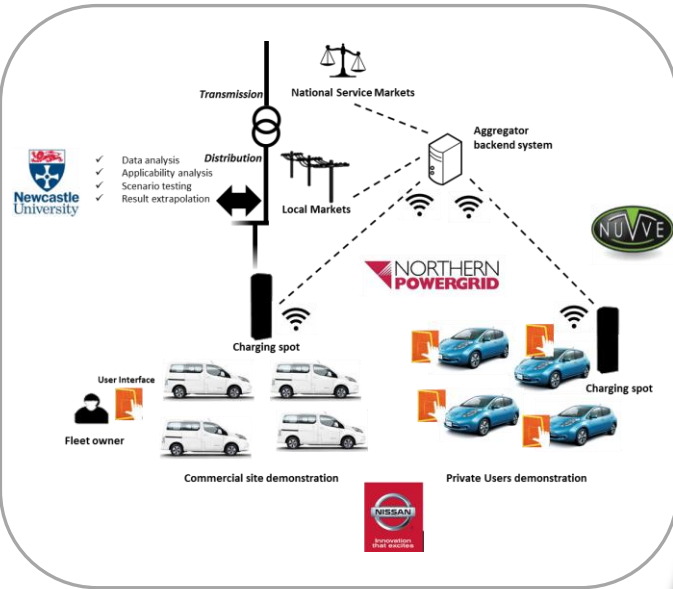 Transmission
National Service Markets
Aggregator
backend system
Distribution
✓ Data analysis
✓ Applicability analysis
✓ Scenario testing
✓ Result extrapolation
Newcastle
University
Local Markets
NUVVE
NORTHERN
POWERGRID
Charging spot
Charging spot
User Interface
Fleet owner
Commercial site demonstration
Private Users demonstration
NISSAN
Innovation
that excites